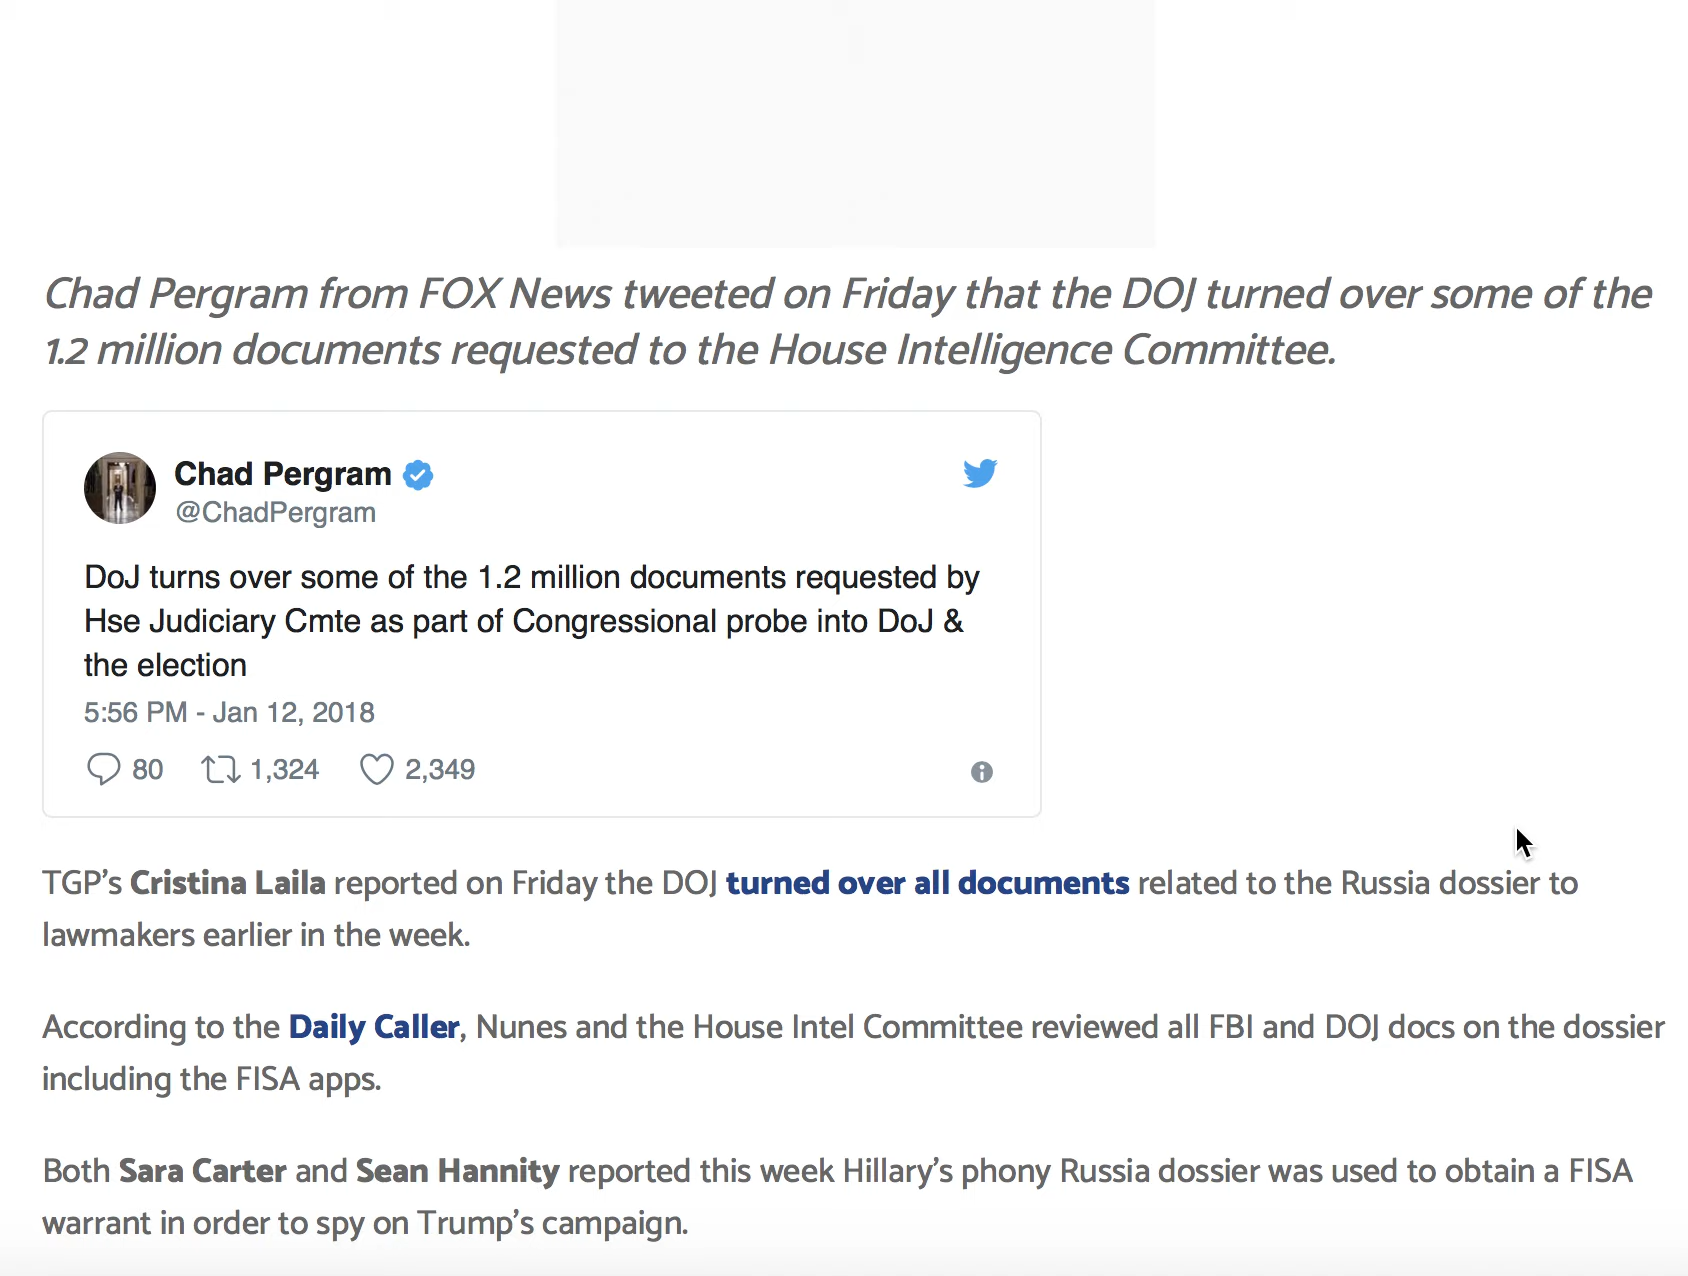 Chad Pergram from FOX News tweeted on Friday that the DOJ turned over some of the
1.2 million documents requested to the House Intelligence Committee.
Chad Pergram
@ChadPergram
DoJ turns over some of the 1.2 million documents requested by
Hse Judiciary Cmte as part of Congressional probe into DoJ &
the election
5:56 PM - Jan 12, 2018
80 1,324 2,349
TGP’s Cristina Laila reported on Friday the DOJ turned over all documents related to the Russia dossier to
lawmakers earlier in the week.
According to the Daily Caller, Nunes and the House Intel Committee reviewed all FBI and DOJ docs on the dossier
including the FISA apps.
Both Sara Carter and Sean Hannity reported this week Hillary’s phony Russia dossier was used to obtain a FISA
warrant in order to spy on Trump’s campaign.